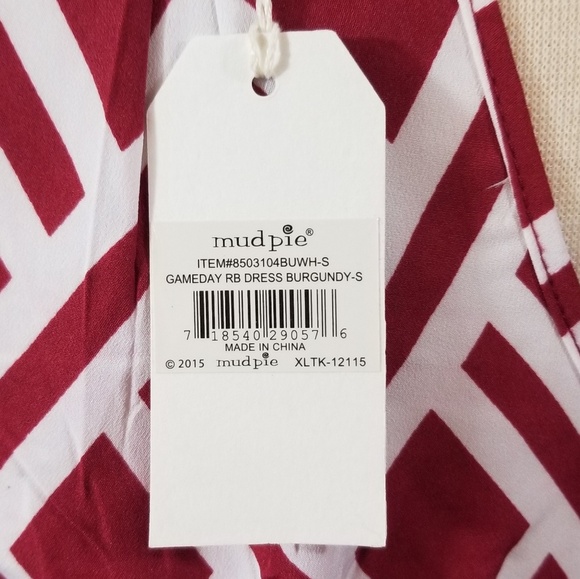 mudpie®
ITEM#8503104BUWH-S
GAMEDAY RB DRESS BURGUNDY-S
7 18540 29057 6
MADE IN CHINA
© 2015 mudpie XLTK-12115